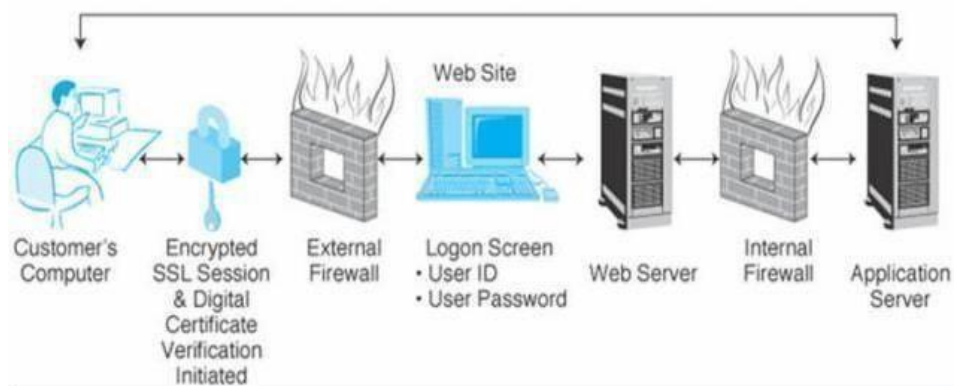 Web Site
Customer's
Computer
Encrypted
SSL Session
& Digital
Certificate
Verification
Initiated
External
Firewall
Logon Screen
• User ID
• User Password
Web Server
Internal
Firewall
Application
Server